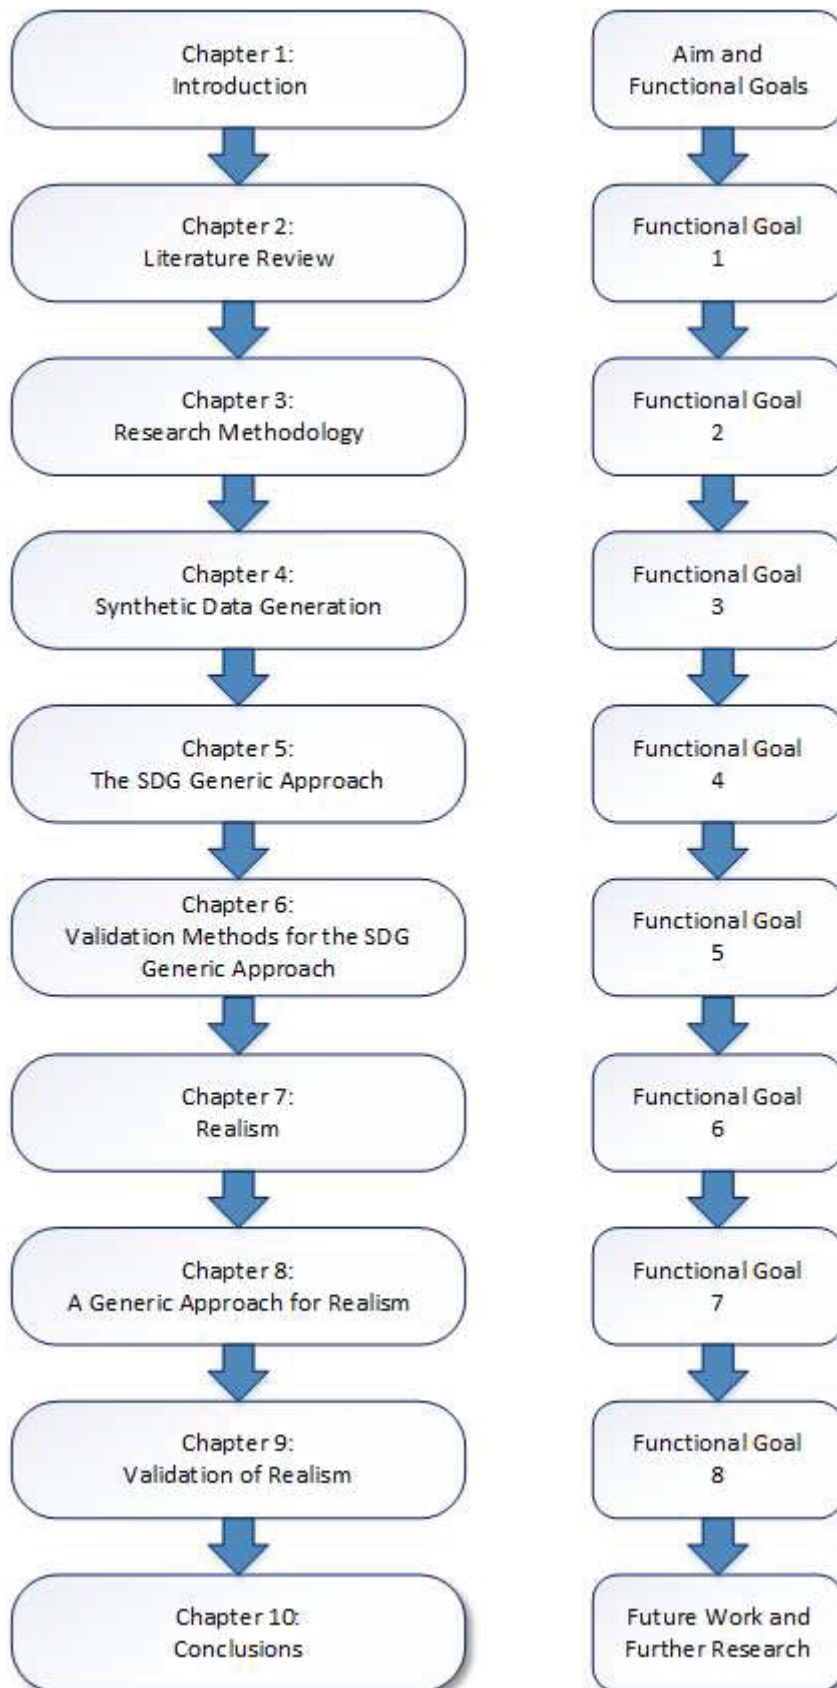 Chapter 1:
Introduction
Aim and
Functional Goals
Chapter 2:
Literature Review
Functional Goal
1
Chapter 3:
Research Methodology
Functional Goal
2
Chapter 4:
Synthetic Data Generation
Functional Goal
3
Chapter 5:
The SDG Generic Approach
Functional Goal
4
Chapter 6:
Validation Methods for the SDG
Generic Approach
Functional Goal
5
Chapter 7:
Realism
Functional Goal
6
Chapter 8:
A Generic Approach for Realism
Functional Goal
7
Chapter 9:
Validation of Realism
Functional Goal
8
Chapter 10:
Conclusions
Future Work and
Further Research